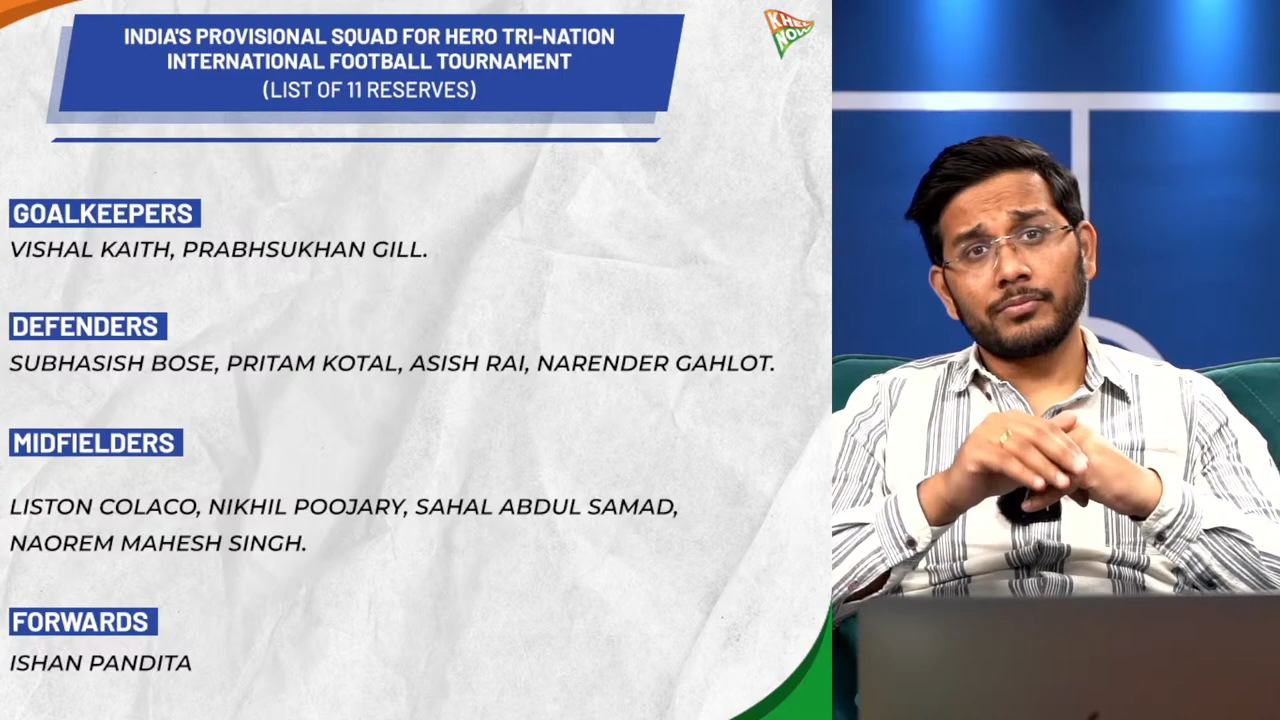 INDIA'S PROVISIONAL SQUAD FOR HERO TRI-NATION
INTERNATIONAL FOOTBALL TOURNAMENT
(LIST OF 11 RESERVES)
KHEL
NOW
GOALKEEPERS
VISHAL KAITH, PRABHSUKHAN GILL.
DEFENDERS
SUBHASISH BOSE, PRITAM KOTAL, ASISH RAI, NARENDER GAHLOT.
MIDFIELDERS
LISTON COLACO, NIKHIL POOJARY, SAHAL ABDUL SAMAD,
NAOREM MAHESH SINGH.
FORWARDS
ISHAN PANDITA